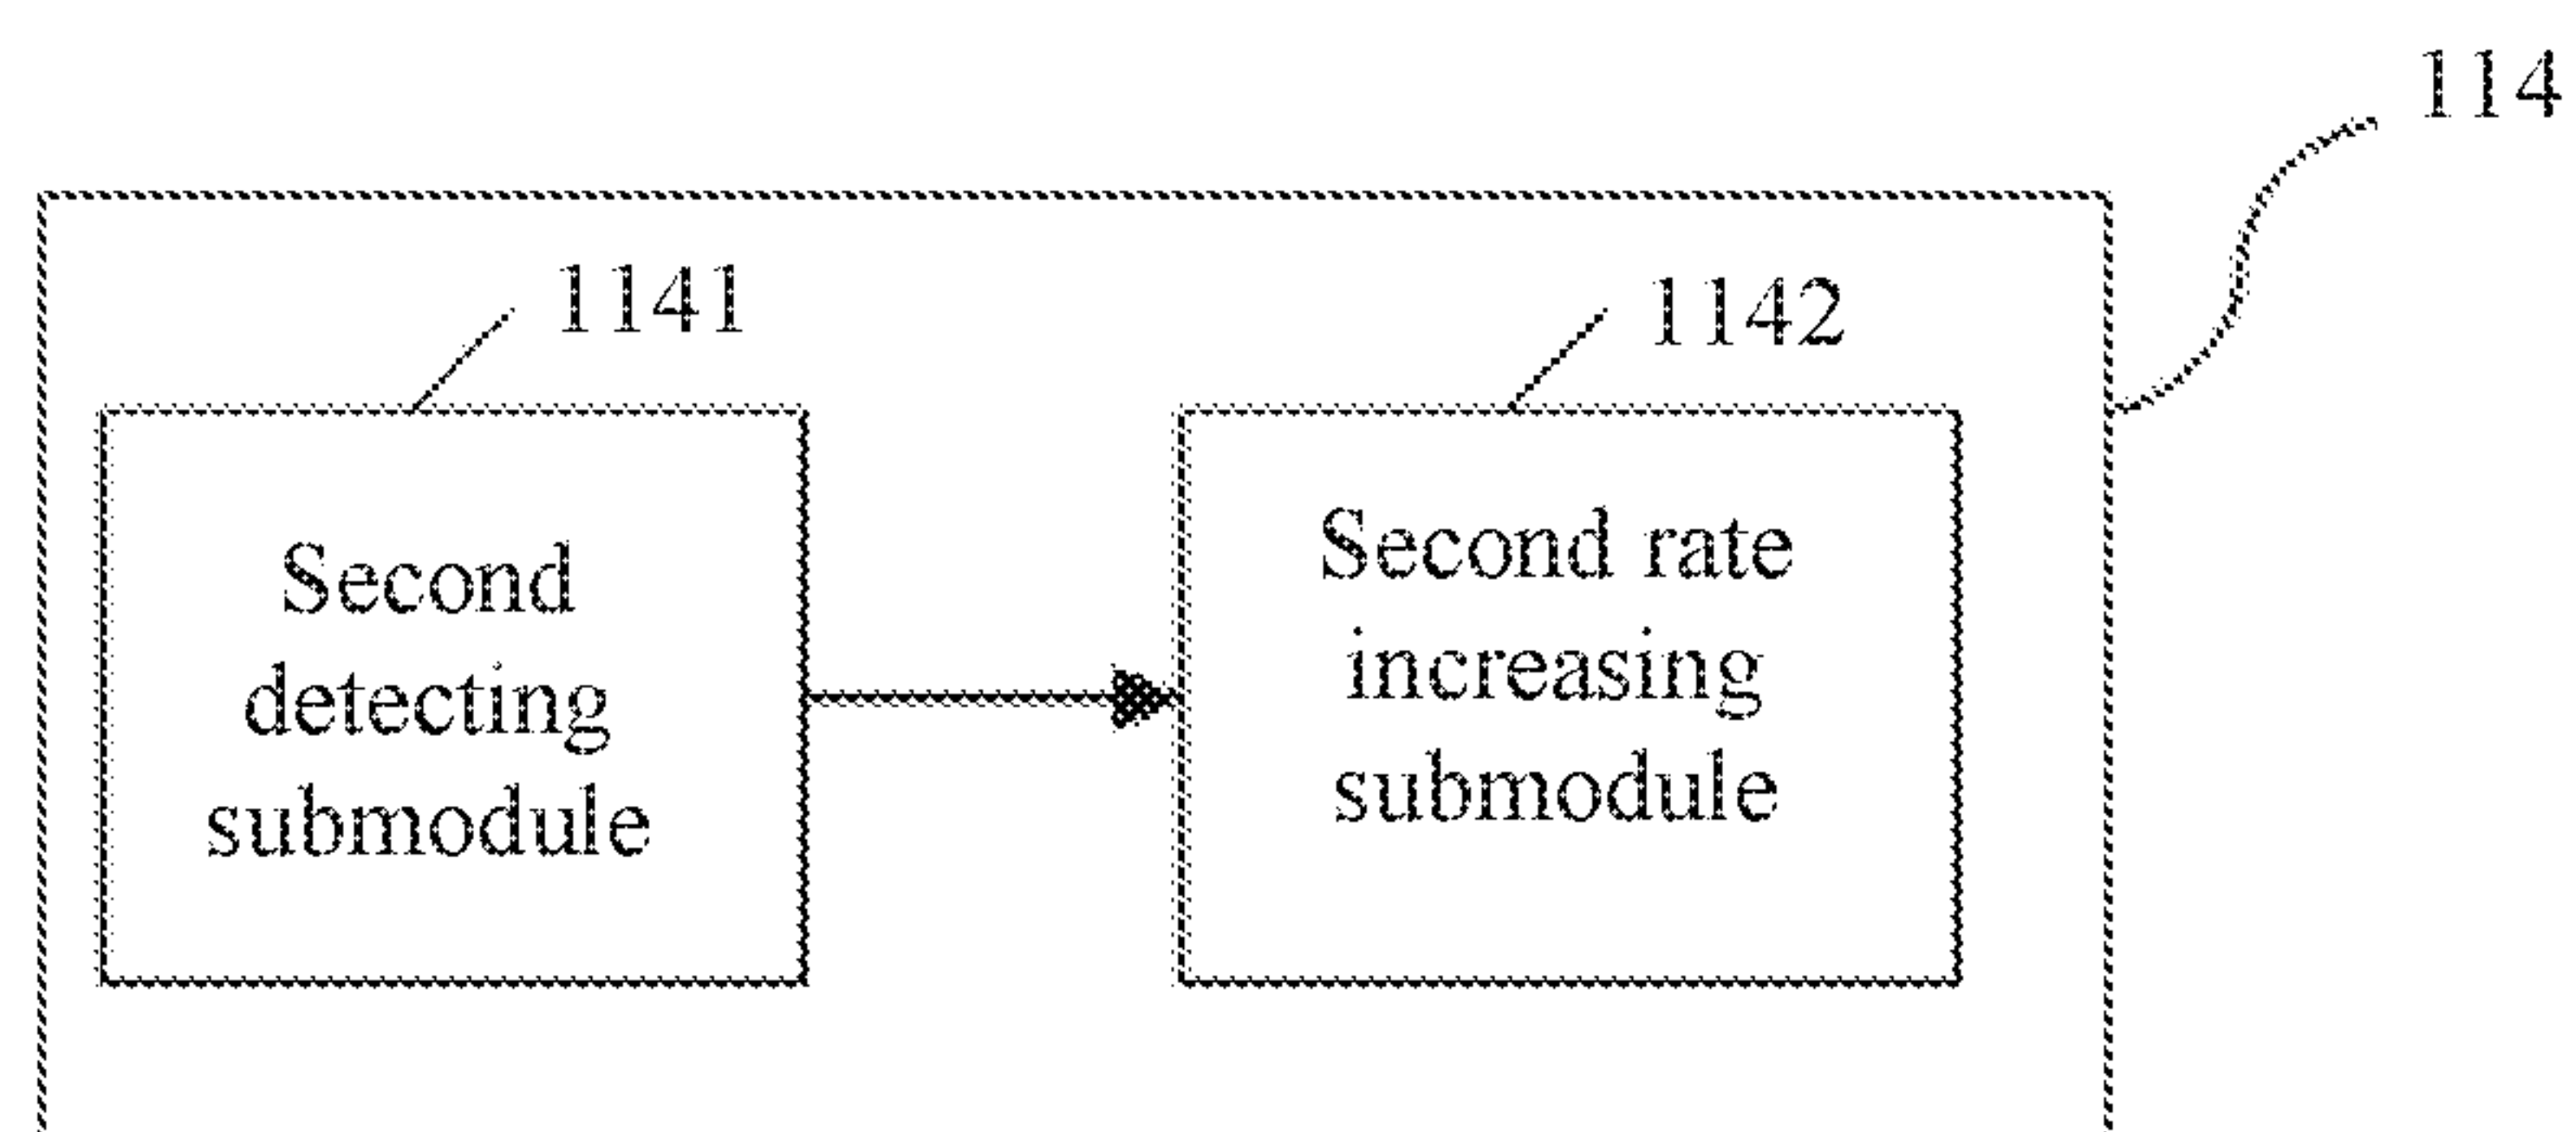 114
1141
1142
Second
detecting
submodule
Second rate
increasing
submodule